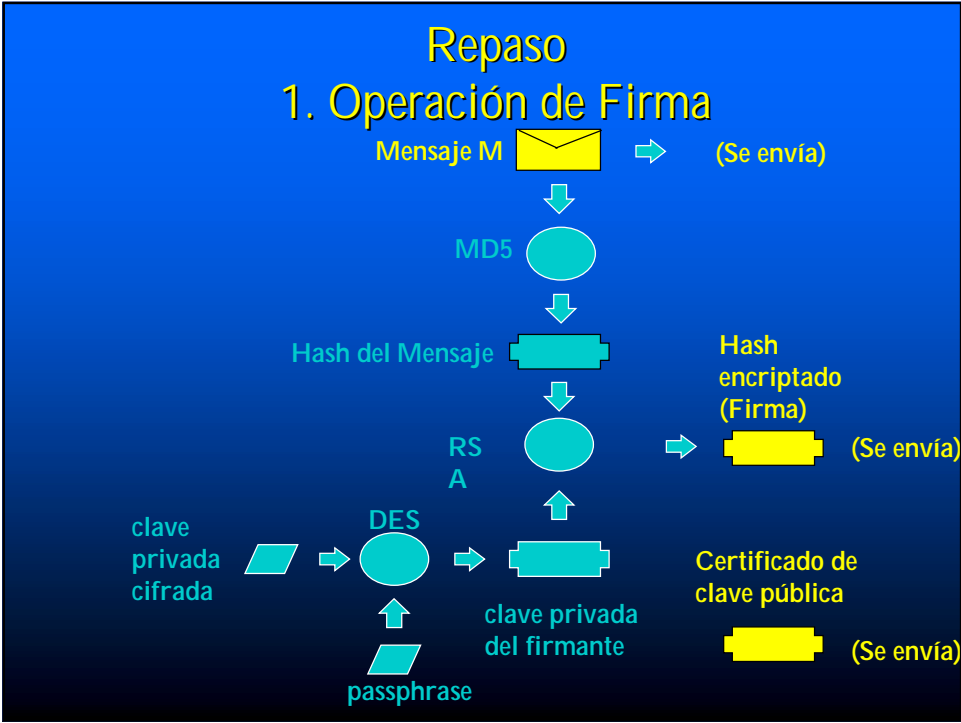 Repaso
1. Operación de Firma
Mensaje M
(Se envía)
MD5
Hash del Mensaje
Hash
encriptado
(Firma)
(Se envía)
RS
A
DES
clave
privada
cifrada
clave privada
del firmante
passphrase
Certificado de
clave pública
(Se envía)